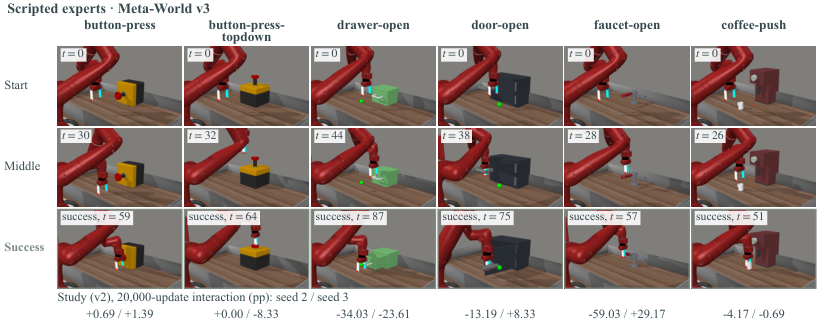 Scripted experts · Meta-World v3
button-press
button-press-
topdown
drawer-open
door-open
faucet-open
coffee-push
Start
t = 0
t = 0
t = 0
t = 0
t = 0
t = 0
Middle
t = 30
t = 32
t = 44
t = 38
t = 28
t = 26
Success
success, t = 59
success, t = 64
success, t = 87
success, t = 75
success, t = 57
success, t = 51
Study (v2), 20,000-update interaction (pp): seed 2 / seed 3
+0.69 / +1.39
+0.00 / -8.33
-34.03 / -23.61
-13.19 / +8.33
-59.03 / +29.17
-4.17 / -0.69